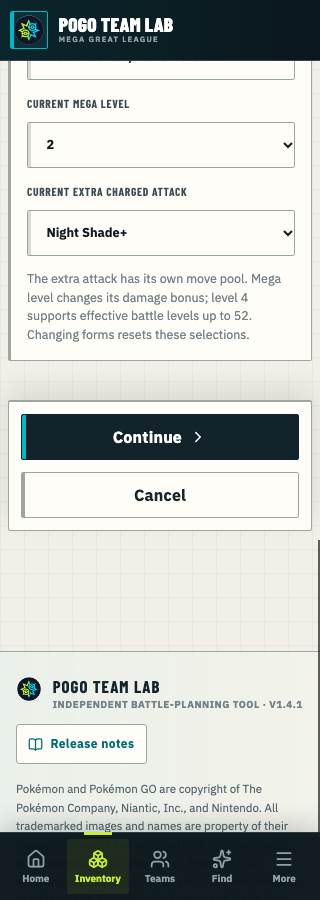 POGO TEAM LAB
MEGA GREAT LEAGUE
CURRENT MEGA LEVEL
2
CURRENT EXTRA CHARGED ATTACK
Night Shade+
The extra attack has its own move pool. Mega
level changes its damage bonus; level 4
supports effective battle levels up to 52.
Changing forms resets these selections.
Continue
Cancel
POGO TEAM LAB
INDEPENDENT BATTLE-PLANNING TOOL · V1.4.1
Release notes
Pokémon and Pokémon GO are copyright of The
Pokémon Company, Niantic, Inc., and Nintendo. All
trademarked images and names are property of their
Home
Inventory
Teams
Find
More